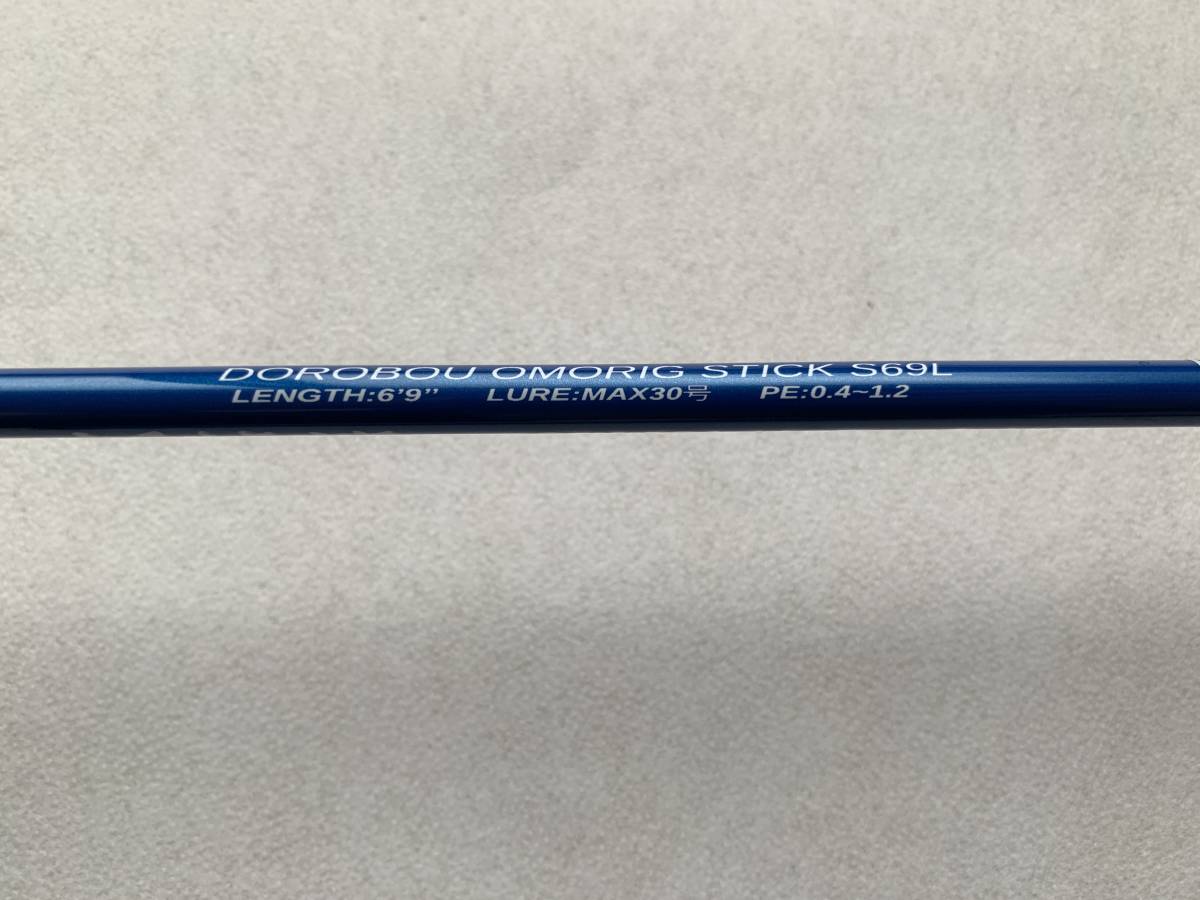 DOROBOU OMORIG STICK S69L
LENGTH:6'9" LURE:MAX30号 PE:0.4~1.2